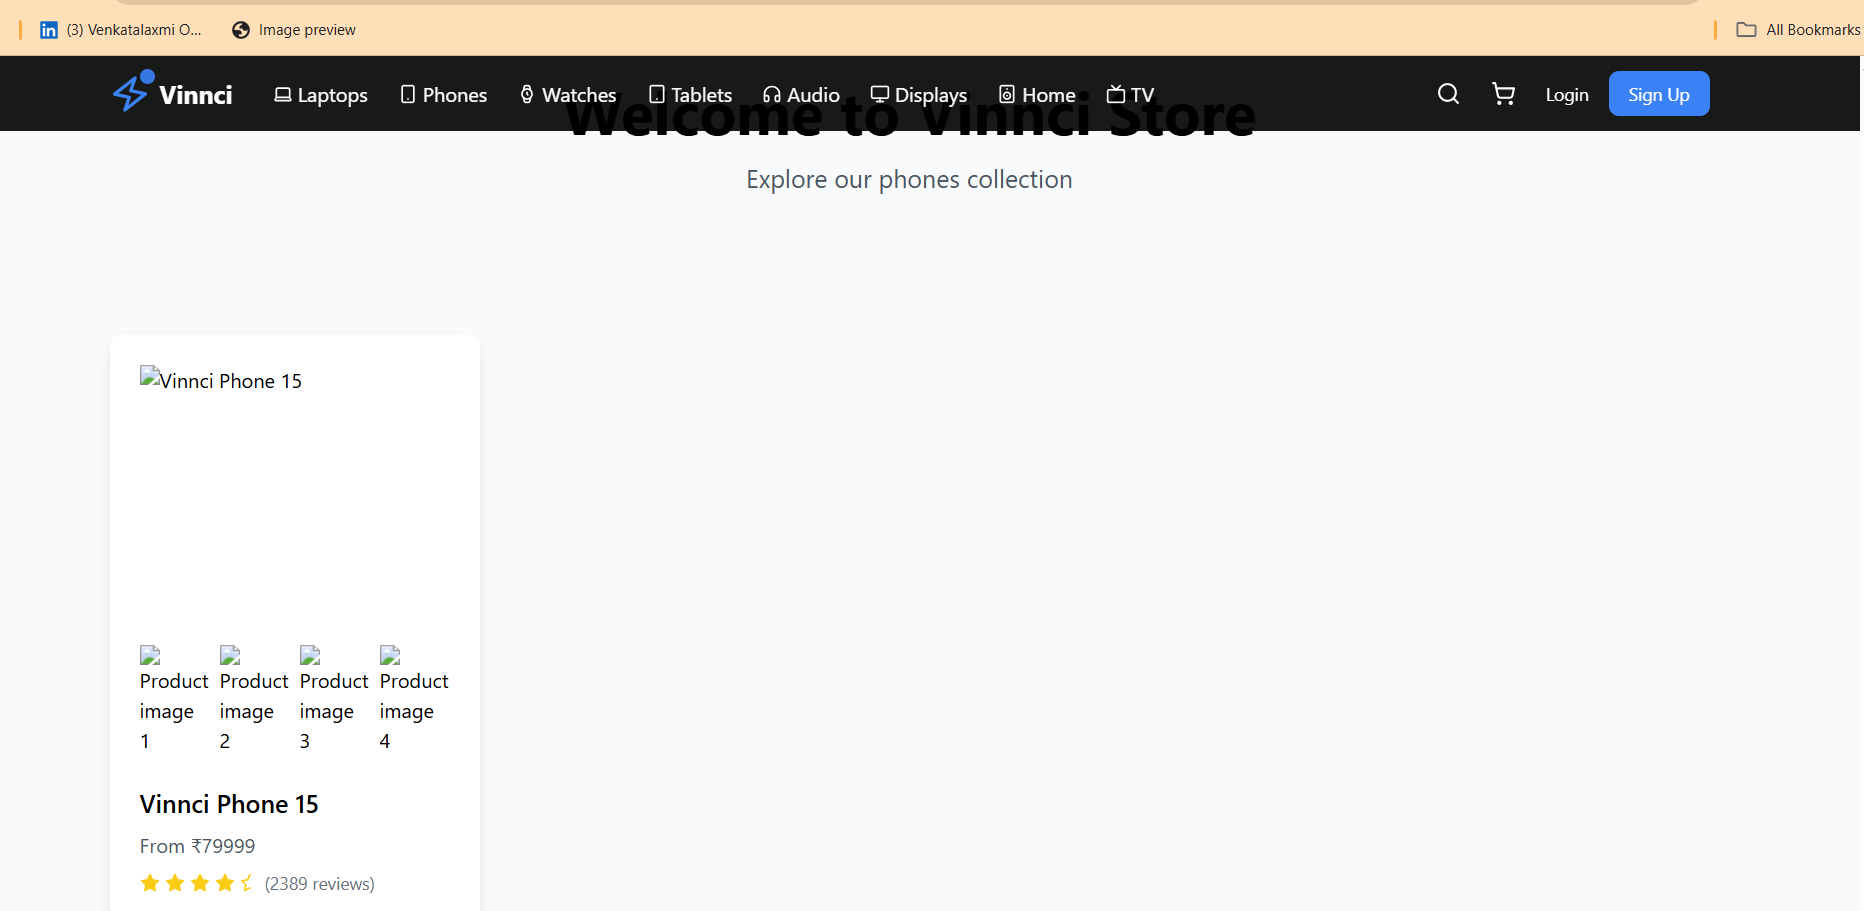 (3) Venkatalaxmi O...
Image preview
All Bookmarks
Vinnci
Laptops
Phones
Watches
Tablets
Audio
Displays
Home
TV
Login
Sign Up
Welcome to Vinnci Store
Explore our phones collection
Vinnci Phone 15
Product image 1
Product image 2
Product image 3
Product image 4
Vinnci Phone 15
From ₹79999
(2389 reviews)